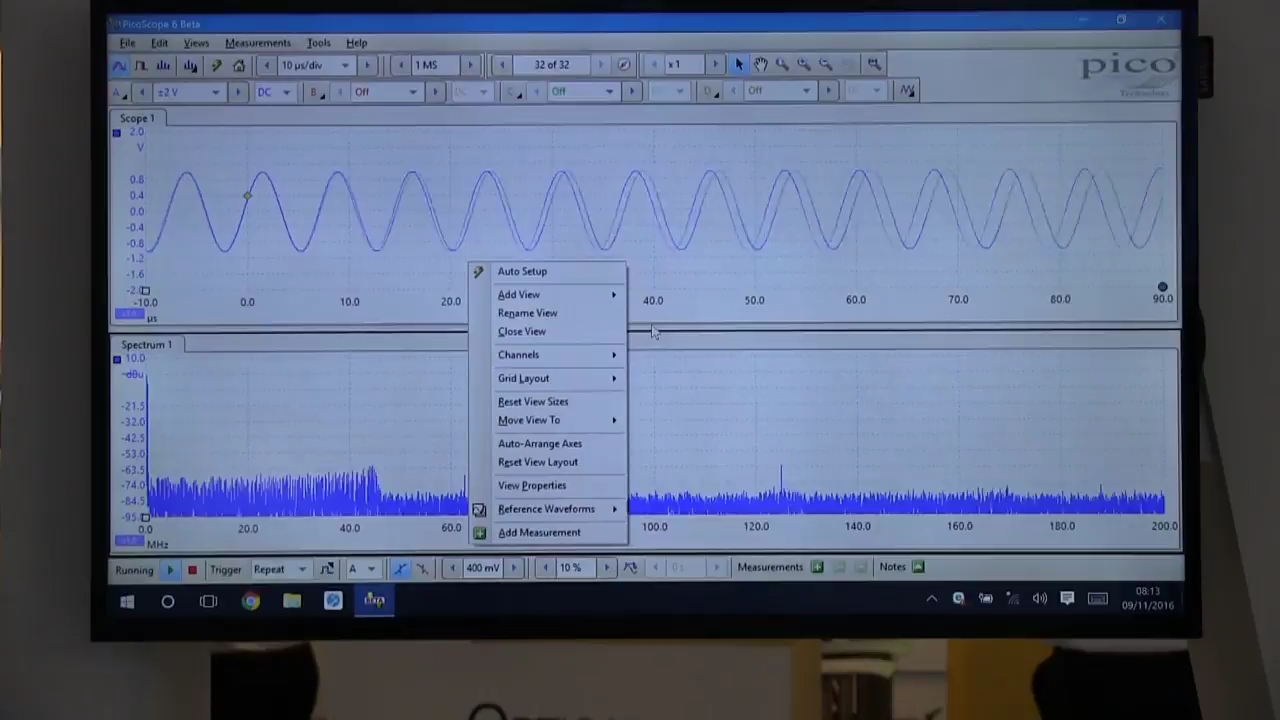 PicoScope 6 Beta
File Edit Views Measurements Tools Help
10 µs/div 1 MS 32 of 32 x1
pico
Technology
A ±2 V DC B Off DC C Off D Off
Scope 1
2.0
V
0.8
0.4
0.0
-0.4
-0.8
-1.2
-1.6
-2.0
-10.0 0.0 10.0 20.0 40.0 50.0 60.0 70.0 80.0 90.0
µs
Auto Setup
Add View
Rename View
Close View
Channels
Grid Layout
Reset View Sizes
Move View To
Auto-Arrange Axes
Reset View Layout
View Properties
Reference Waveforms
Add Measurement
Spectrum 1
10.0
dBu
-21.5
-32.0
-42.5
-53.0
-63.5
-74.0
-84.5
-95.0
0.0 20.0 40.0 60.0 100.0 120.0 140.0 160.0 180.0 200.0
MHz
Running Trigger Repeat A 400 mV 10 % 0 s Measurements Notes
BETA
08:13
09/11/2016